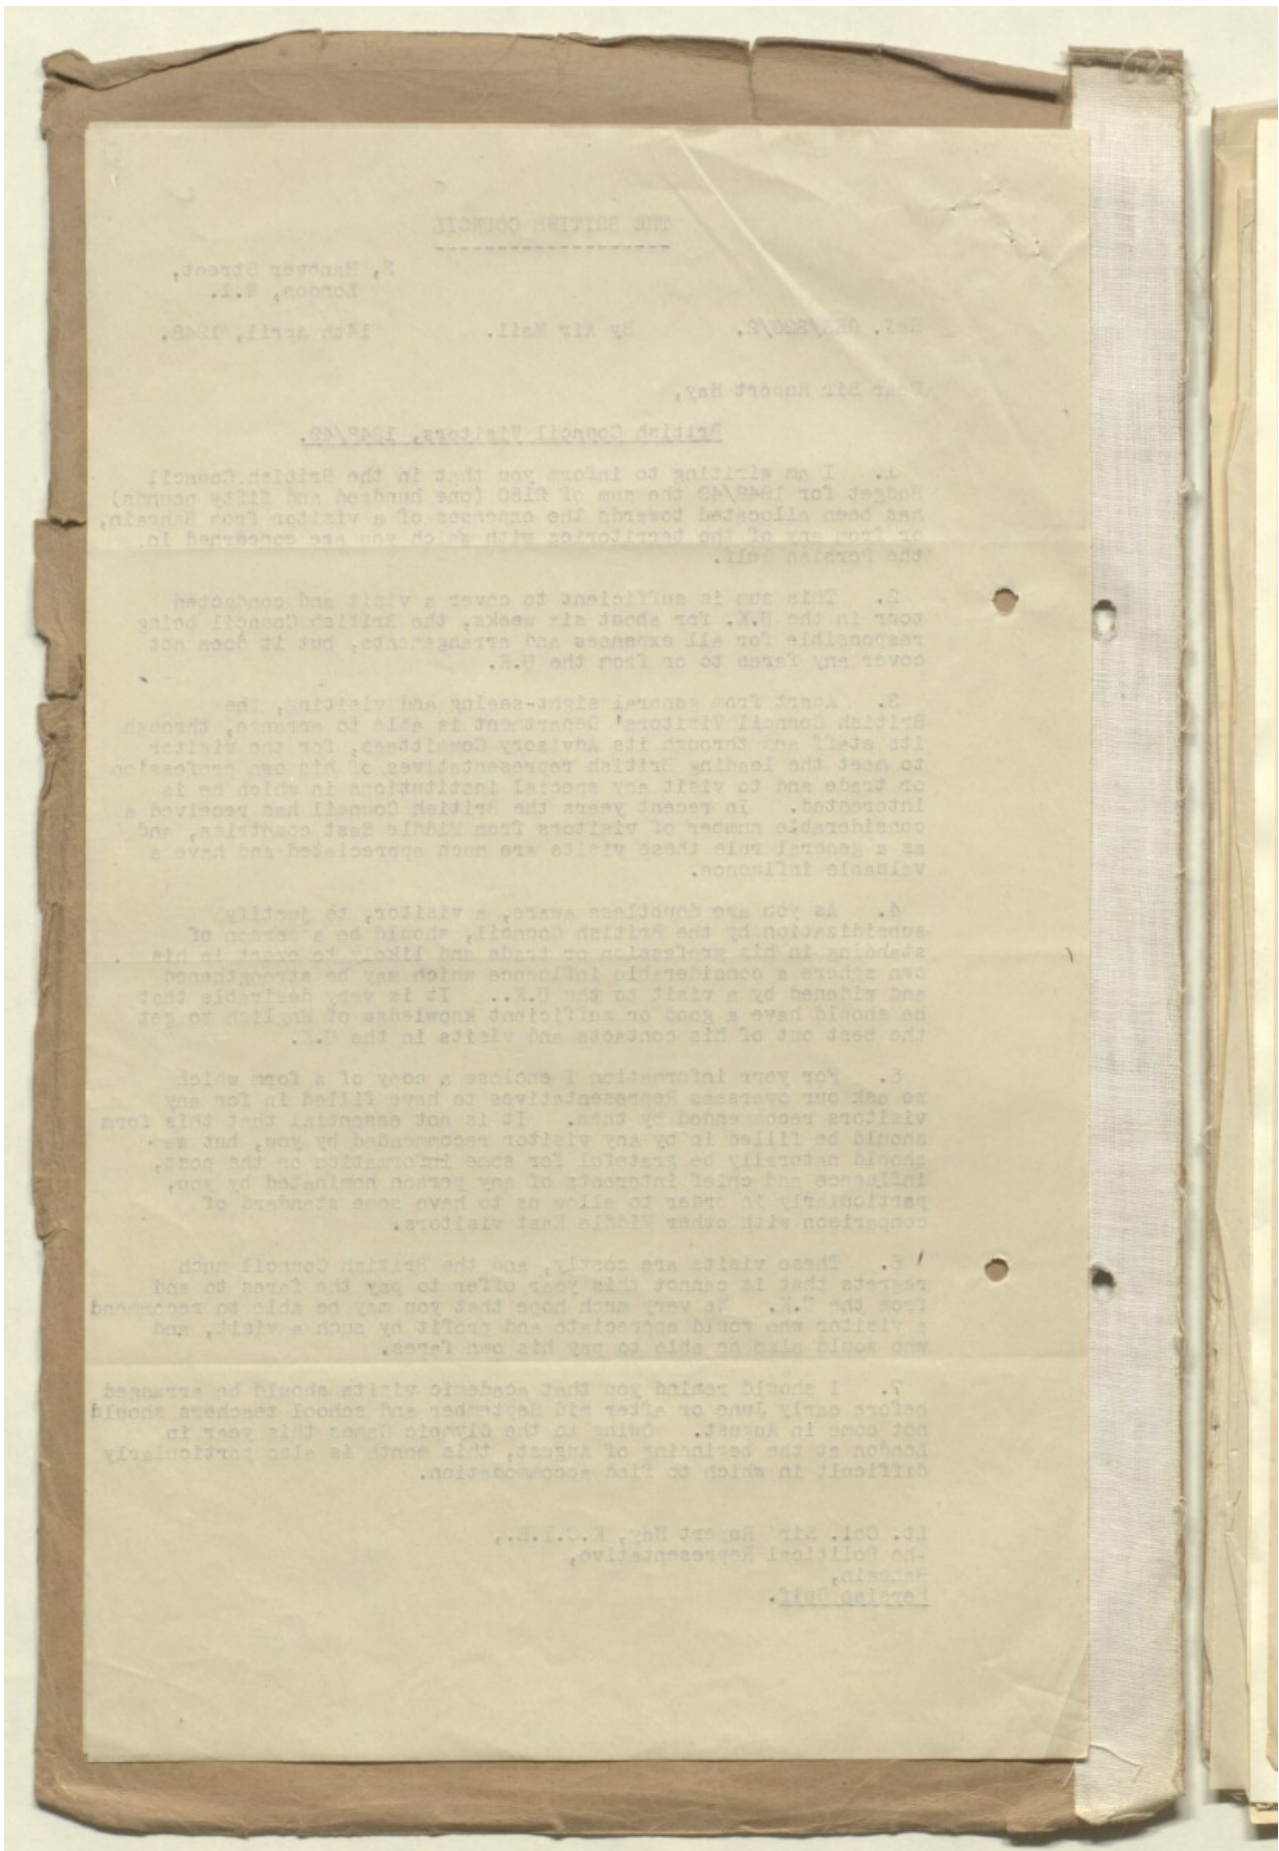 THE BRITISH COUNCIL
3, Hanover Street,
London, W.1.
By Air Mail. 14th April, 1948.
Dear Sir Rupert Hay,
British Council Visitors, 1948/49.
1. I am wiriting to inform you that in the British Council
Budget for 1948/49 the sum of £150 (one hundred and fifty pounds)
has been allocated towards the expenses of a visitor from Bahrain,
or from any of the territories with which you are concerned in
the Persian Gulf.
2. This sum is sufficient to cover a visit and conducted
tour in the U.K. for about six weeks, the British Council being
responsible for all expenses and arrangements, but it does not
cover any fares to or from the U.K.
3. Apart from general sight-seeing and visiting, the
British Council Visitors' Department is able to arrange, through
its staff and through its Advisory Committees, for the visitor
to meet the leading British representatives of his own profession
or trade and to visit any special institutions in which he is
interested. In recent years the British Council has received a
considerable number of visitors from Middle East countries, and
as a general rule these visits are much appreciated and have a
valuable influence.
4. As you are doubtless aware, a visitor, to justify
subsidization by the British Council, should be a person of
standing in his profession or trade and likely to exert in his
own sphere a considerable influence which may be strengthened
and widened by a visit to the U.K.. It is very desirable that
he should have a good or sufficient knowledge of English to get
the best out of his contacts and visits in the U.K.
5. For your information I enclose a copy of a form which
we ask our overseas Representatives to have filled in for any
visitors recommended by them. It is not essential that this form
should be filled in by any visitor recommended by you, but we
should naturally be grateful for some information on the post,
influence and chief interests of any person nominated by you,
particularly in order to allow us to have some standard of
comparison with other Middle East visitors.
6. These visits are costly, and the British Council much
regrets that it cannot this year offer to pay the fares to and
from the U.K. We very much hope that you may be able to recommend
a visitor who would appreciate and profit by such a visit, and
who would also be able to pay his own fares.
7. I should remind you that academic visits should be arranged
before early June or after mid September and school teachers should
not come in August. Owing to the Olympic Games this year in
London at the beginning of August, this month is also particularly
difficult in which to find accommodation.
Lt. Col. Sir Rupert Hay, K.C.I.E.,
The Political Representative,
Bahrain,
Persian Gulf.